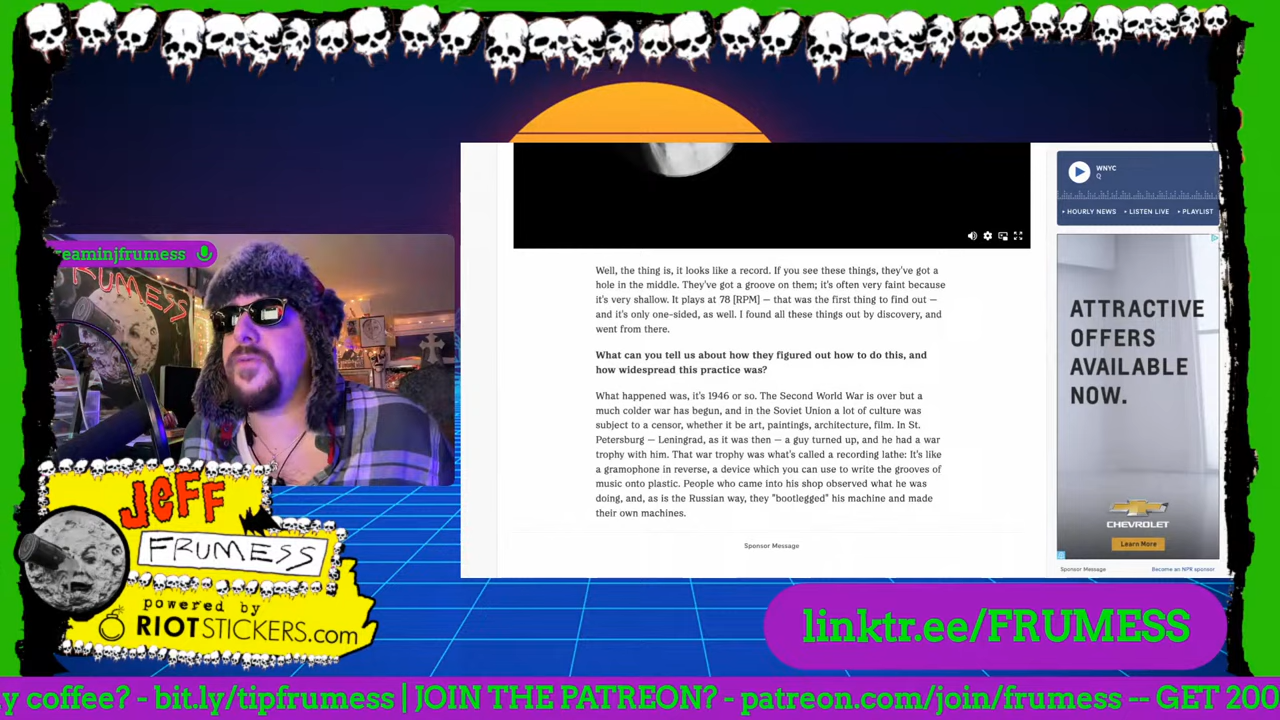 WNYC
Q
• HOURLY NEWS • LISTEN LIVE • PLAYLIST
reaminjfrumess
RUMESS
Well, the thing is, it looks like a record. If you see these things, they've got a
hole in the middle. They've got a groove on them; it's often very faint because
it's very shallow. It plays at 78 [RPM] — that was the first thing to find out —
and it's only one-sided, as well. I found all these things out by discovery, and
went from there.
What can you tell us about how they figured out how to do this, and
how widespread this practice was?
What happened was, it's 1946 or so. The Second World War is over but a
much colder war has begun, and in the Soviet Union a lot of culture was
subject to a censor, whether it be art, paintings, architecture, film. In St.
Petersburg — Leningrad, as it was then — a guy turned up, and he had a war
trophy with him. That war trophy was what's called a recording lathe: It's like
a gramophone in reverse, a device which you can use to write the grooves of
music onto plastic. People who came into his shop observed what he was
doing, and, as is the Russian way, they "bootlegged" his machine and made
their own machines.
Sponsor Message
ATTRACTIVE
OFFERS
AVAILABLE
NOW.
CHEVROLET
Learn More
Sponsor Message
Become an NPR sponsor
JEFF
FRUMESS
powered by
RIOTSTICKERS.com
linktr.ee/FRUMESS
y coffee? - bit.ly/tipfrumess | JOIN THE PATREON? - patreon.com/join/frumess -- GET 200